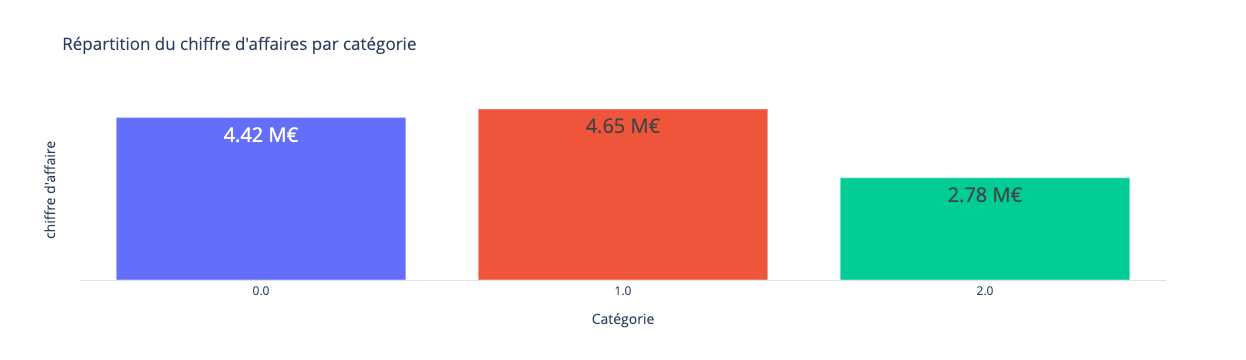 Répartition du chiffre d'affaires par catégorie
chiffre d'affaire
4.42 M€
4.65 M€
2.78 M€
0.0
1.0
2.0
Catégorie